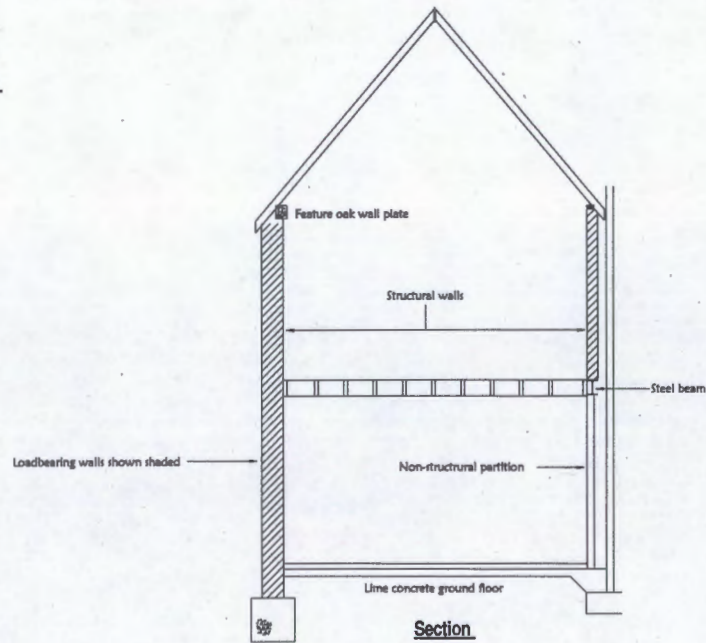 Feature oak wall plate
Structural walls
Steel beam
Loadbearing walls shown shaded
Non-structrural partition
Lime concrete ground floor
Section